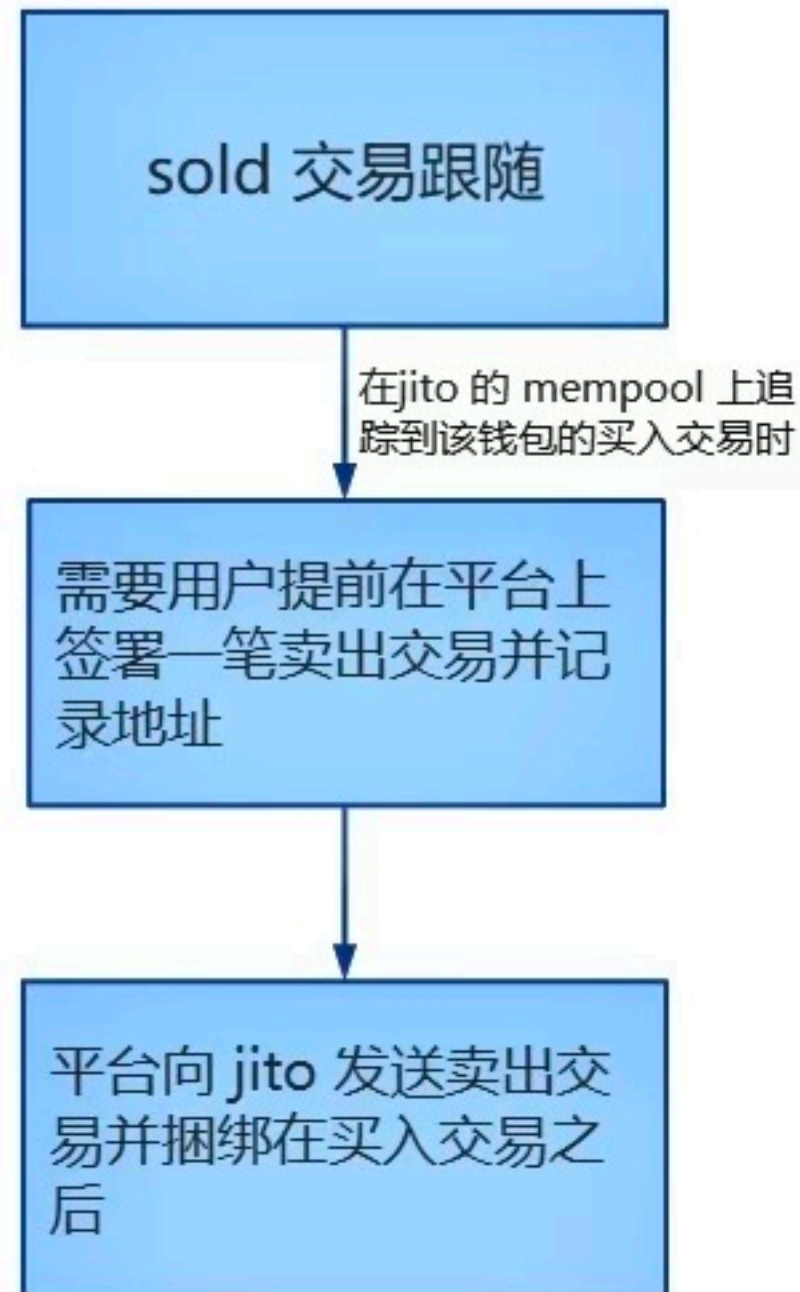 sold 交易跟随
在jito 的 mempool 上追
踪到该钱包的买入交易时
需要用户提前在平台上
签署一笔卖出交易并记
录地址
平台向 jito 发送卖出交
易并捆绑在买入交易之
后